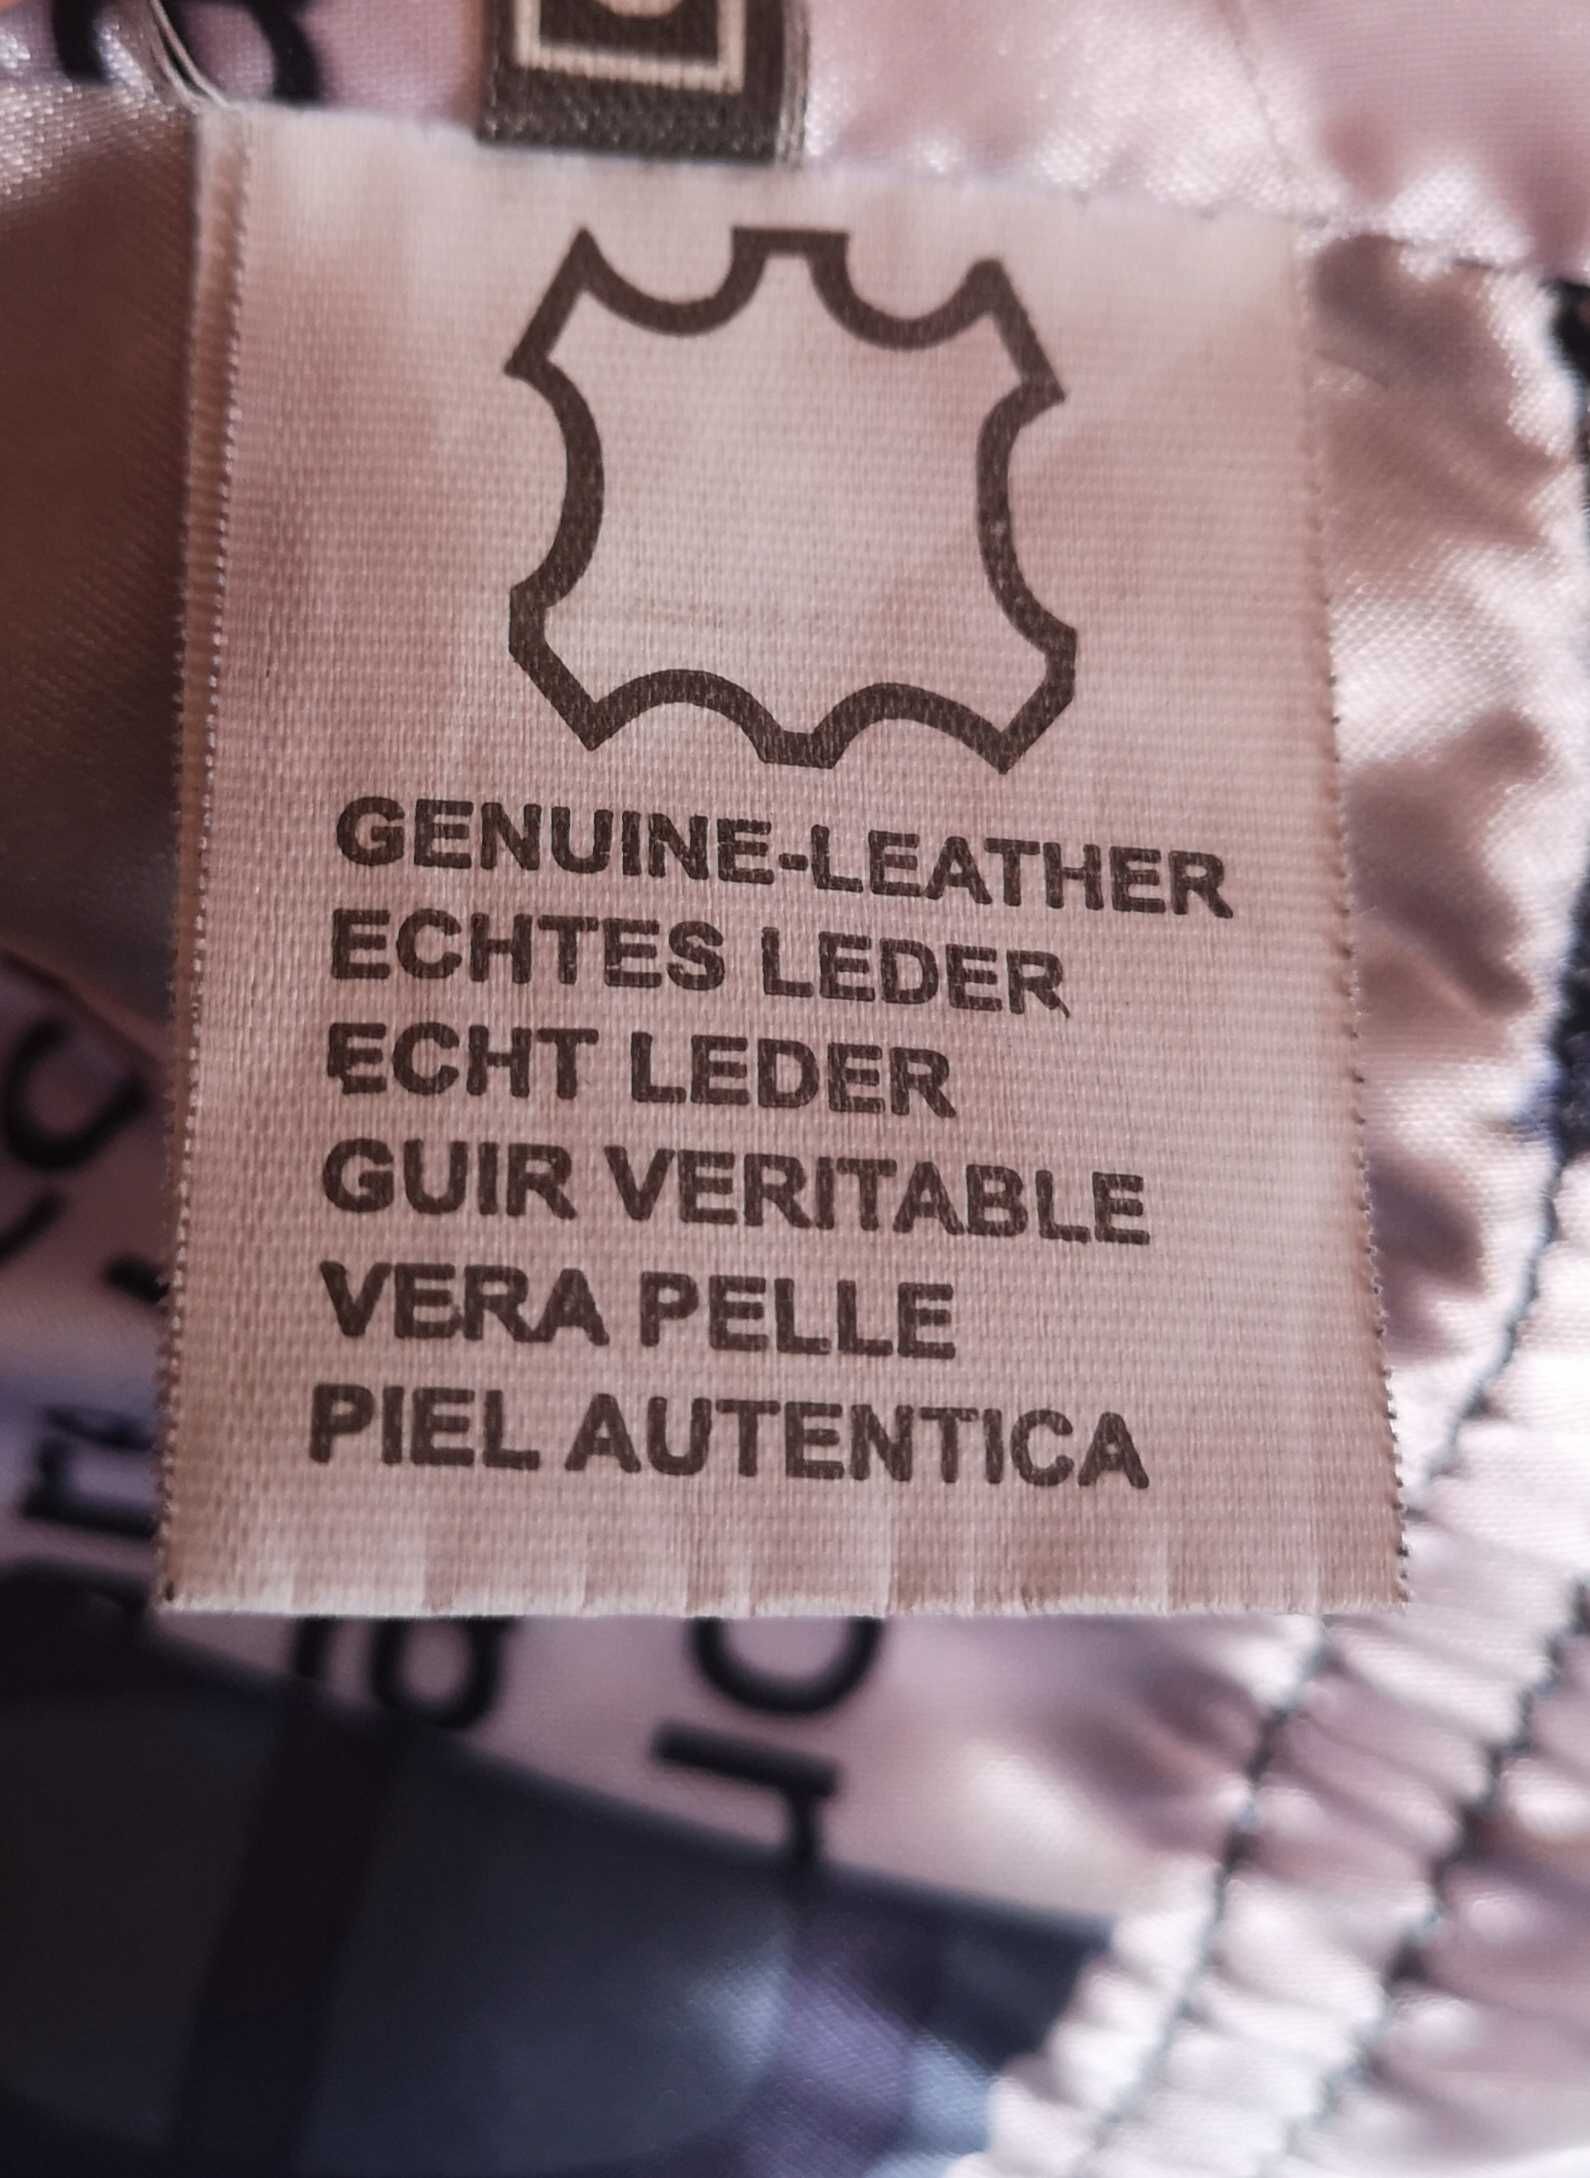 GENUINE-LEATHER
ECHTES LEDER
ECHT LEDER
GUIR VERITABLE
VERA PELLE
PIEL AUTENTICA